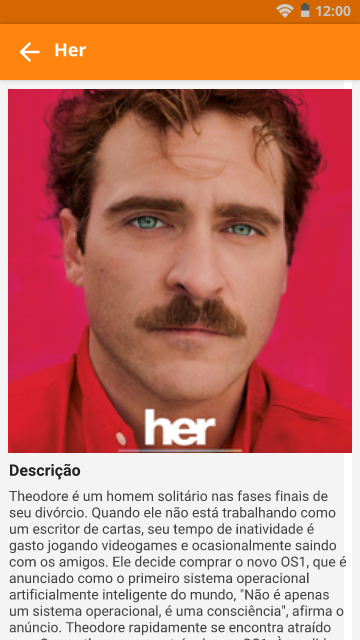 12:00
Her
her
Descrição
Theodore é um homem solitário nas fases finais de
seu divórcio. Quando ele não está trabalhando como
um escritor de cartas, seu tempo de inatividade é
gasto jogando videogames e ocasionalmente saindo
com os amigos. Ele decide comprar o novo OS1, que é
anunciado como o primeiro sistema operacional
artificialmente inteligente do mundo, "Não é apenas
um sistema operacional, é uma consciência", afirma o
anúncio. Theodore rapidamente se encontra atraído